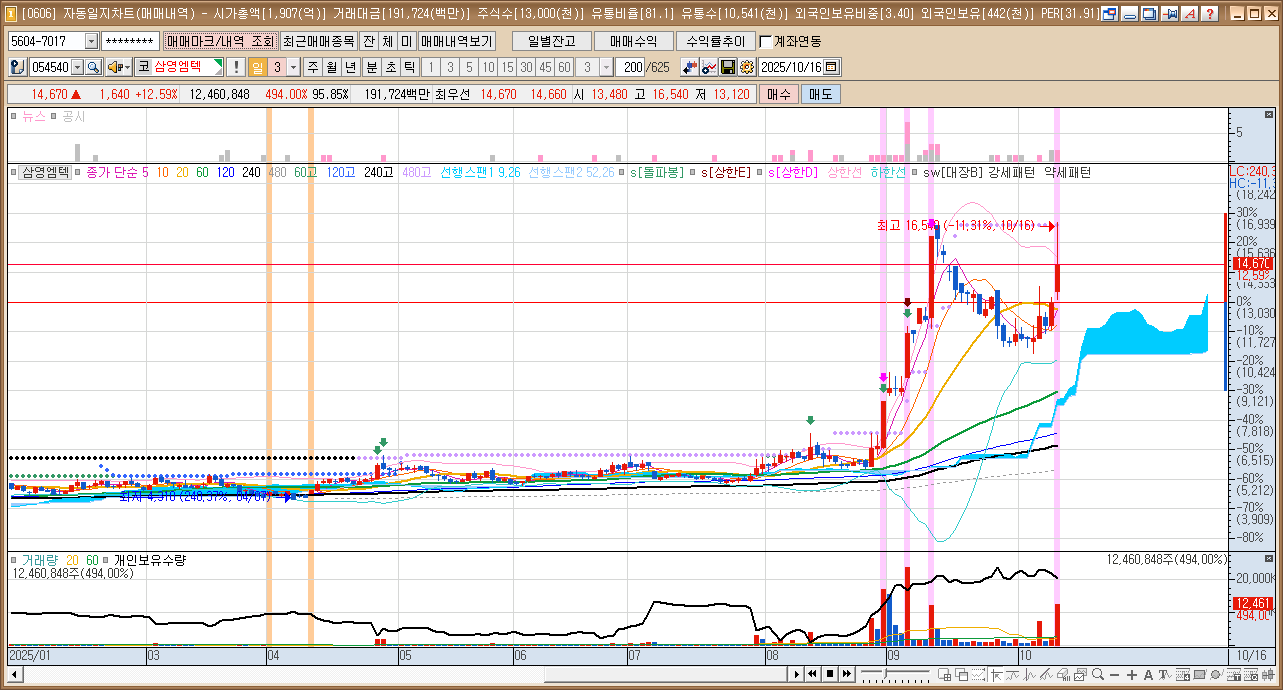 [0606] 자동일지차트(매매내역) - 시가총액[1,907(억)] 거래대금[191,724(백만)] 주식수[13,000(천)] 유통비율[81.1] 유통수[10,541(천)] 외국인보유비중[3.40] 외국인보유[442(천)] PER[31.91]
5604-7017 ******** 매매마크/내역 조회 최근매매종목 잔 체 미 매매내역보기 일별잔고 매매수익 수익률추이 계좌연동
054540 코 삼영엠텍 ! 일 3 주 월 년 분 초 틱 1 3 5 10 15 30 45 60 3 200 /625 2025/10/16
14,670 ▲ 1,640 +12.59% 12,460,848 494.00% 95.85% 191,724백만 최우선 14,670 14,660 시 13,480 고 16,540 저 13,120 매수 매도
뉴스 공시
5
삼영엠텍 종가 단순 5 10 20 60 120 240 480 60고 120고 240고 480고 선행스팬1 9,26 선행스팬2 52,26 s[돌파봉] s[상한E] s[상한D] 상한선 하한선 sw[대장B] 강세패턴 약세패턴
LC:240,3
30%
최고 16,540 (-11,31%, 10/16)
(16,939
20%
(15,636
14,670
12,59%
(14,333
0%
(13,030
-10%
(11,727
-20%
(10,424
-30%
(9,121)
-40%
(7,818)
-50%
(6,515)
-60%
(5,212)
-70%
(3,909)
-80%
거래량 20 60 개인보유수량
12,460,848주(494,00%)
12,460,848주(494,00%)
20,000K
12,461
494,00%
2025/01 03 04 05 06 07 08 09 10 10/16